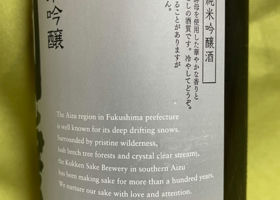 純米吟醸酒
母を使用した華やかな香りと
しの酒質です。冷やしてどうぞ。
ることがありますが
ん。
吟醸
The Aizu region in Fukushima prefecture
is well known for its deep drifting snows.
Surrounded by pristine wilderness,
lush beech tree forests and crystal clear stream),
the Kokken Sake Brewery in southern Aizu
has been making sake for more than a hundred years.
We nurture our sake with love and attention.